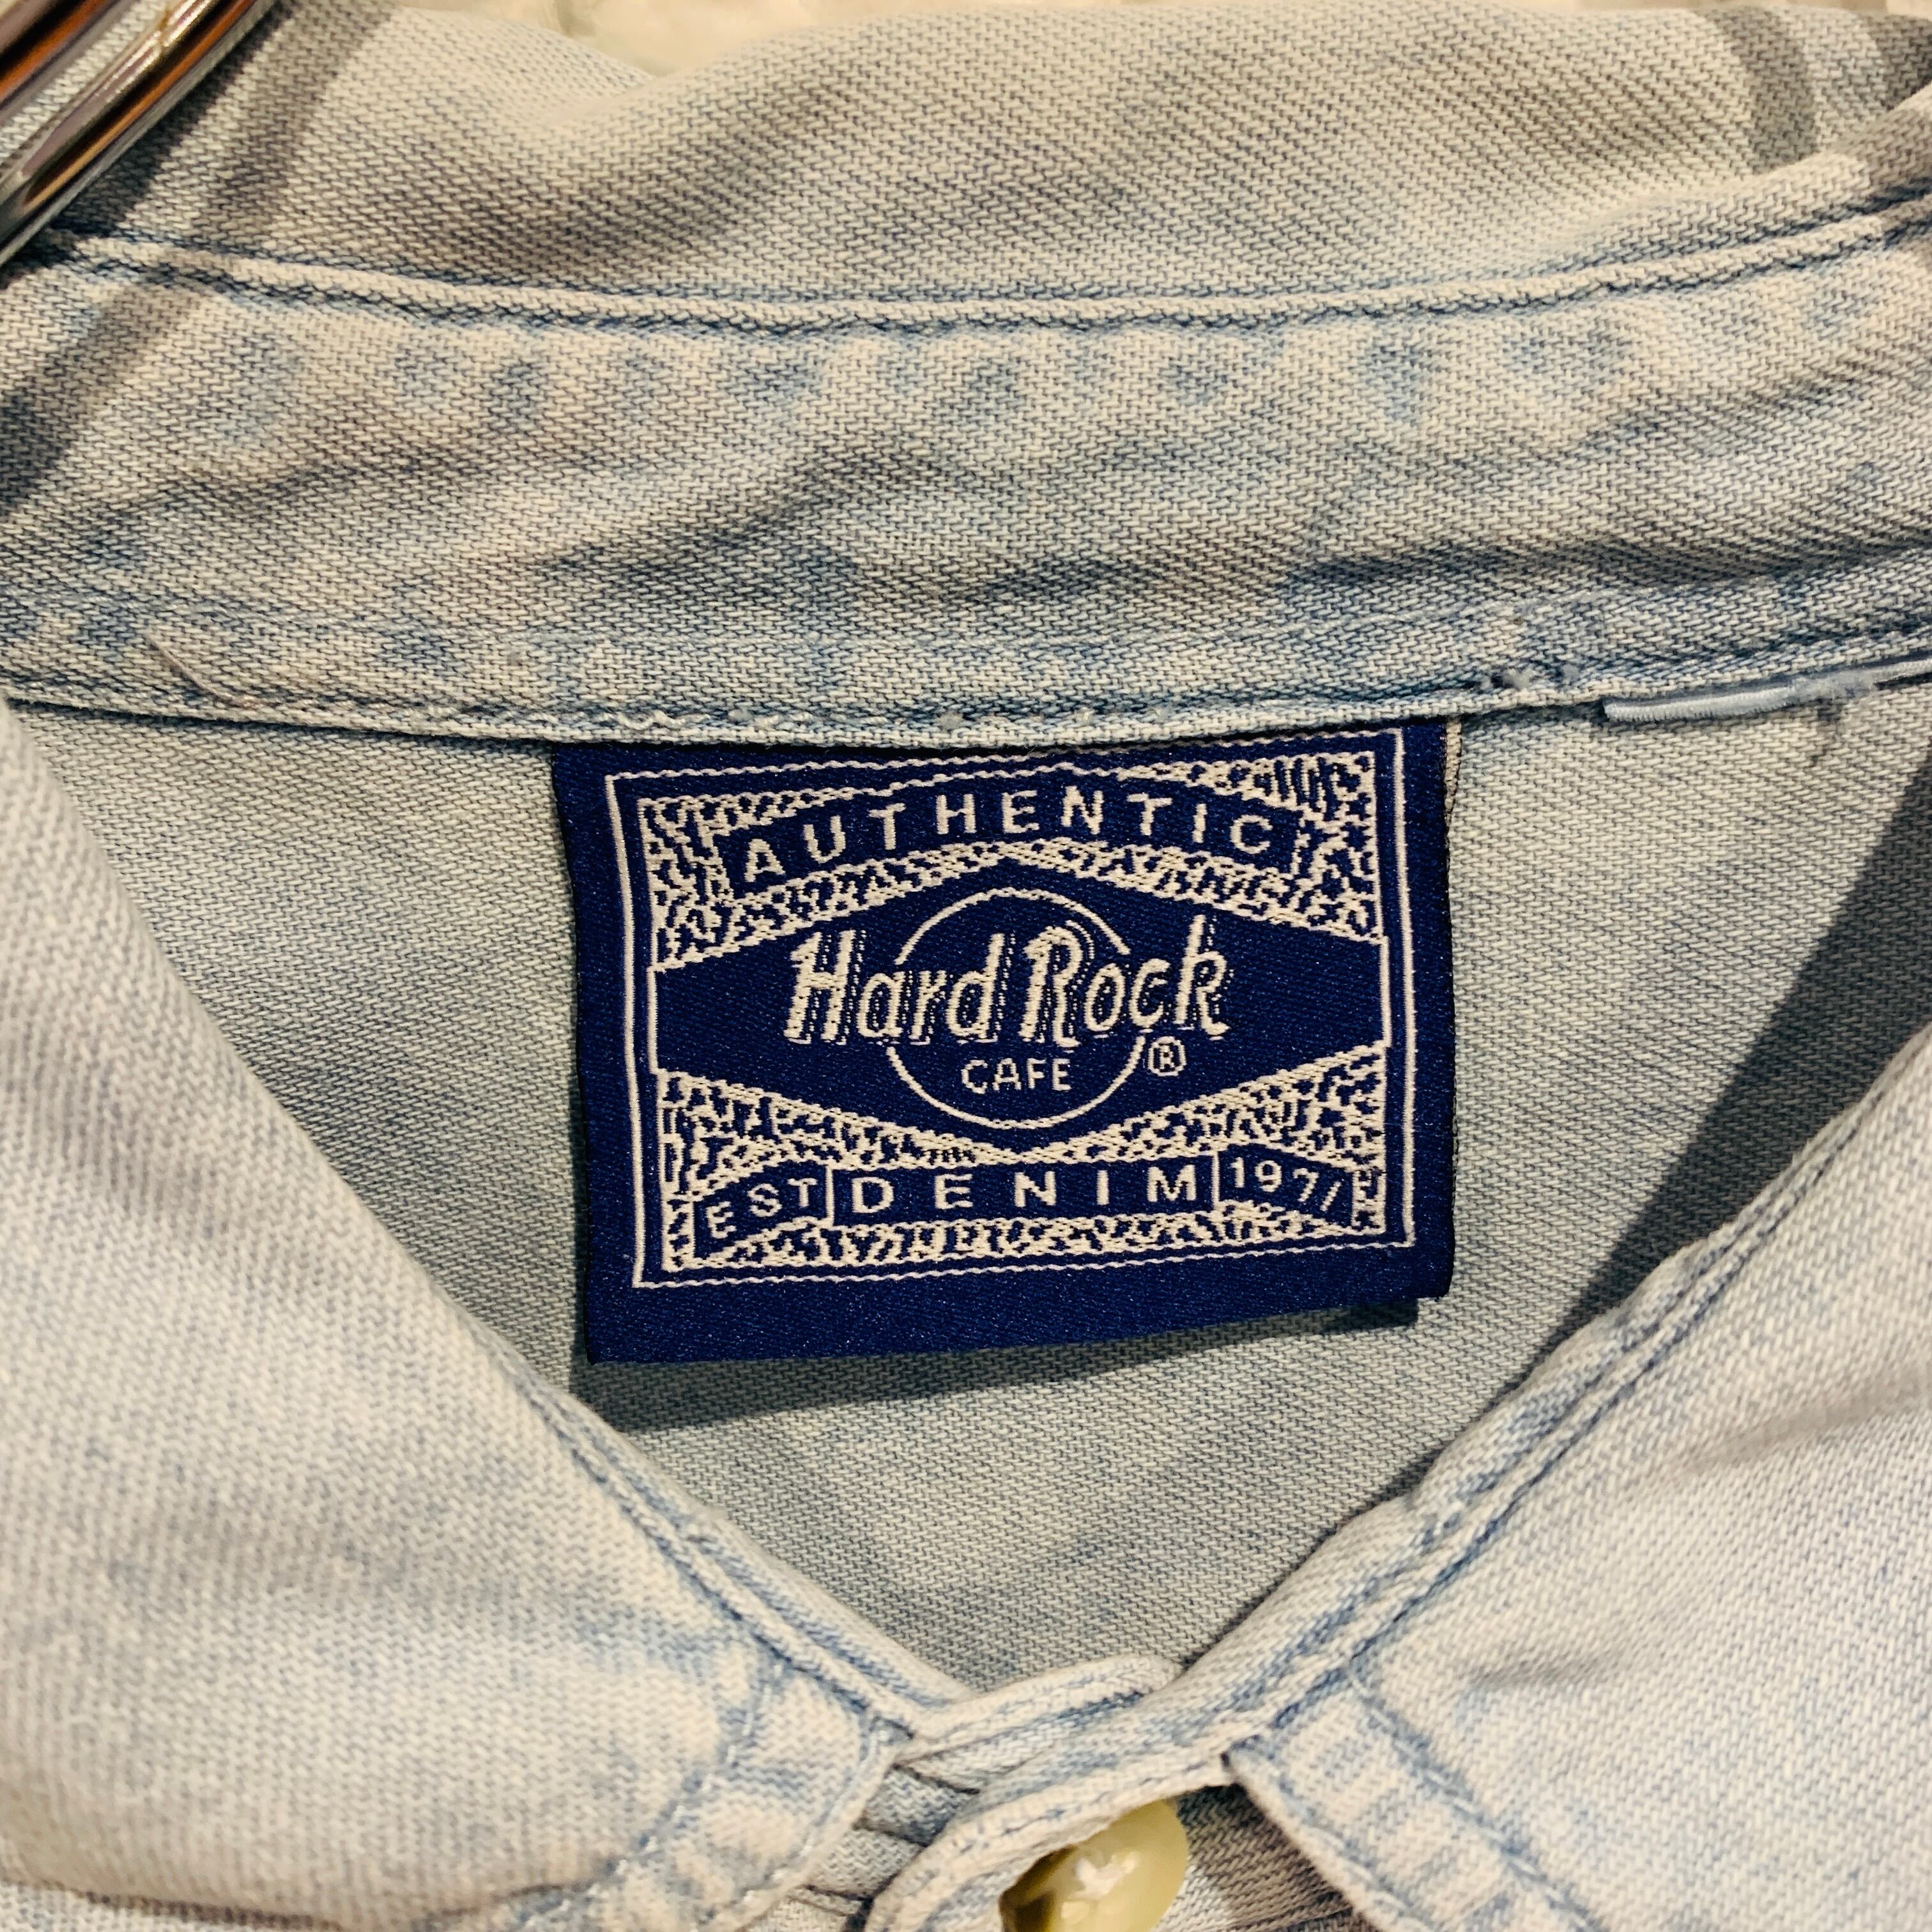 AUTHENTIC
Hard Rock
CAFE ®
EST DENIM 1971